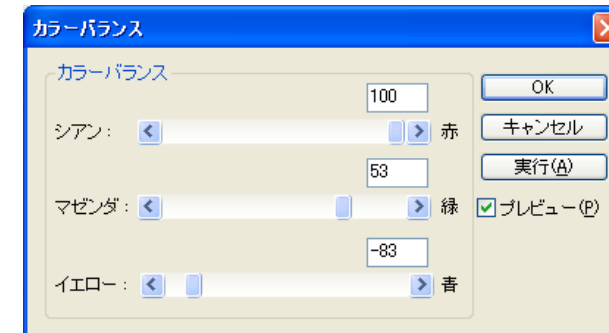 カラーバランス
カラーバランス
100
シアン： 赤
53
マゼンダ： 緑
-83
イエロー： 青
OK
キャンセル
実行(A)
プレビュー(P)